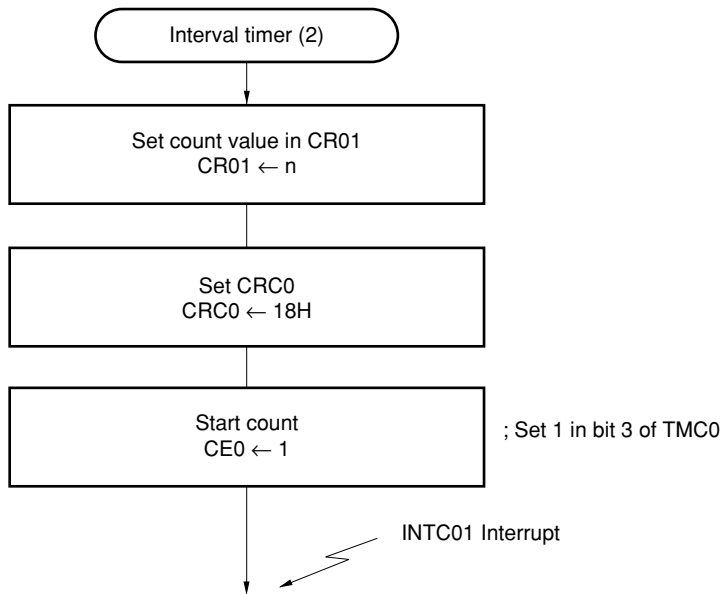 Interval timer (2)
Set count value in CR01
CR01 ← n
Set CRC0
CRC0 ← 18H
Start count
CE0 ← 1
; Set 1 in bit 3 of TMC0
INTC01 Interrupt